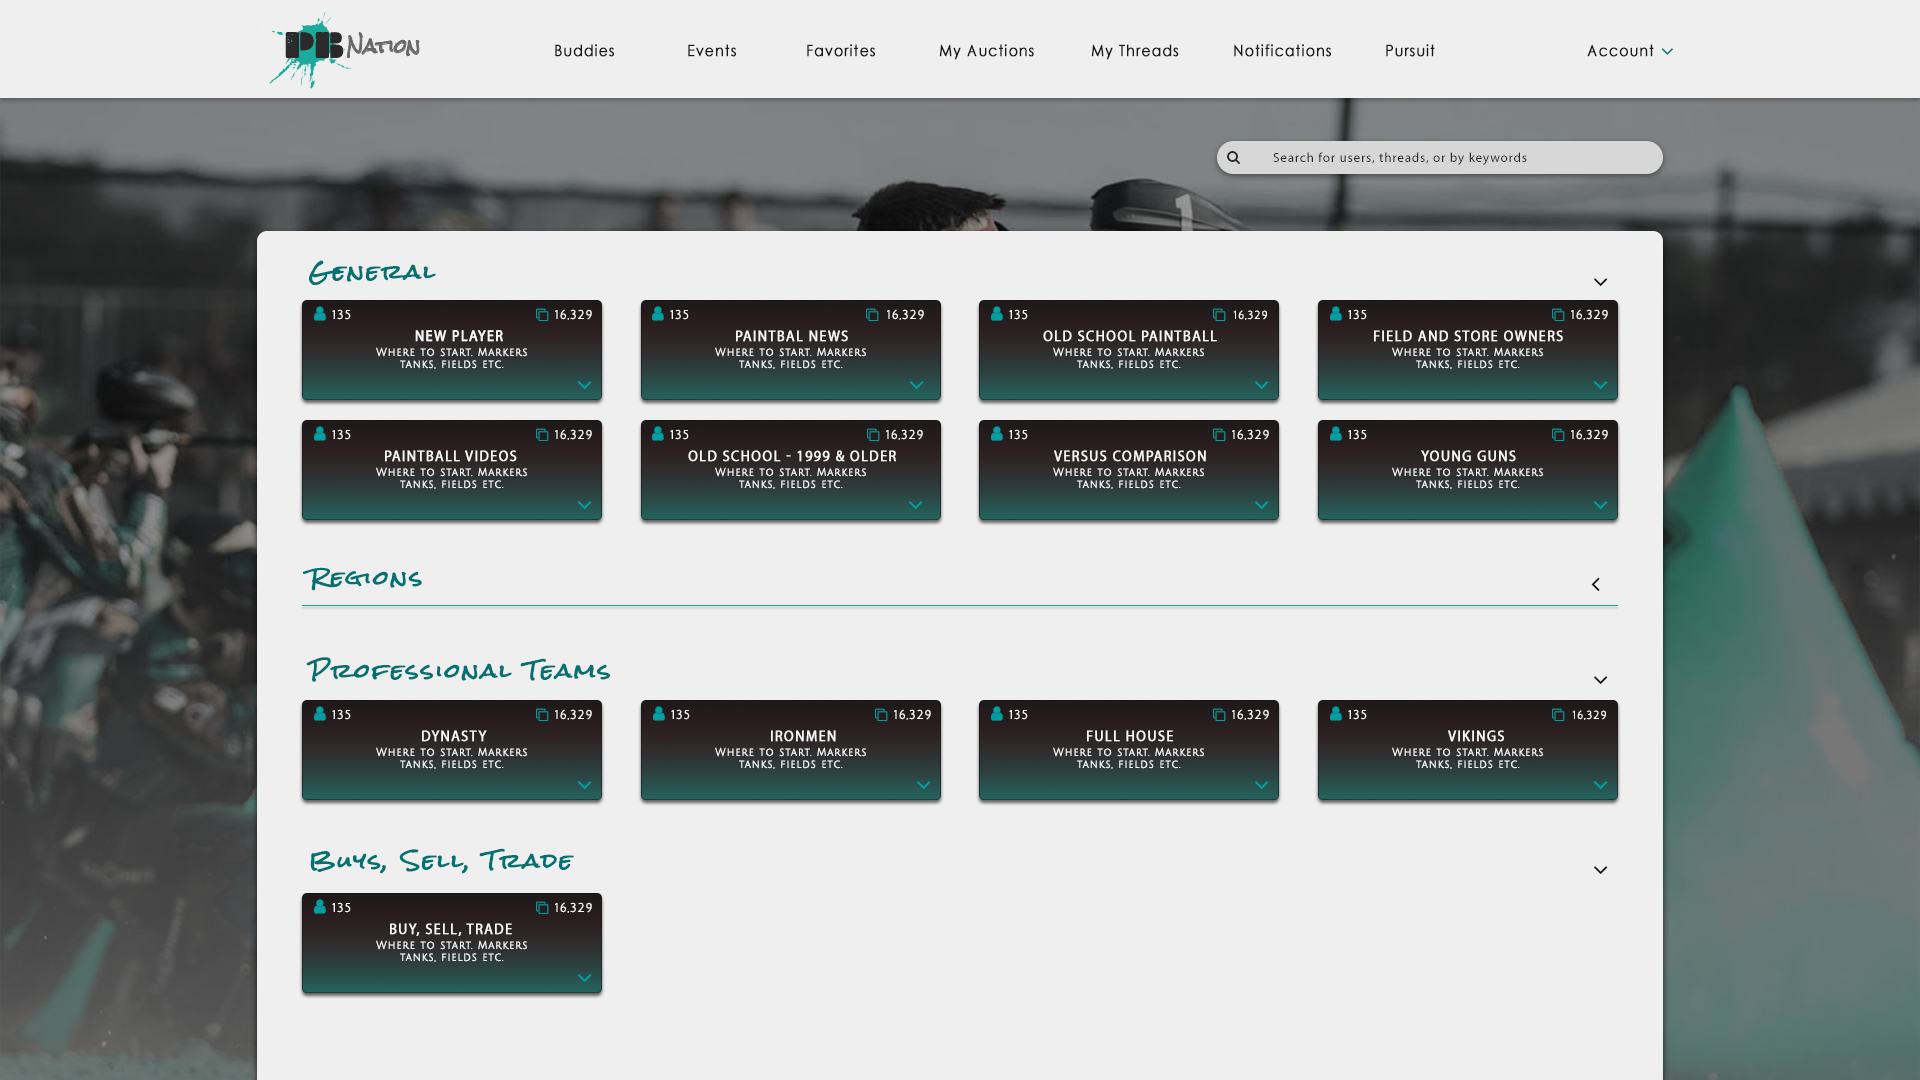 PB Nation
Buddies Events Favorites My Auctions My Threads Notifications Pursuit Account
Search for users, threads, or by keywords
General
135 16,329 135 16,329 135 16,329 135 16,329
NEW PLAYER PAINTBAL NEWS OLD SCHOOL PAINTBALL FIELD AND STORE OWNERS
Where to start. Markers Where to start. Markers Where to start. Markers Where to start. Markers
tanks, fields etc. tanks, fields etc. tanks, fields etc. tanks, fields etc.
135 16,329 135 16,329 135 16,329 135 16,329
PAINTBALL VIDEOS OLD SCHOOL - 1999 & OLDER VERSUS COMPARISON YOUNG GUNS
Where to start. Markers Where to start. Markers Where to start. Markers Where to start. Markers
tanks, fields etc. tanks, fields etc. tanks, fields etc. tanks, fields etc.
Regions
Professional Teams
135 16,329 135 16,329 135 16,329 135 16,329
DYNASTY IRONMEN FULL HOUSE VIKINGS
Where to start. Markers Where to start. Markers Where to start. Markers Where to start. Markers
tanks, fields etc. tanks, fields etc. tanks, fields etc. tanks, fields etc.
Buys, Sell, Trade
135 16,329
BUY, SELL, TRADE
Where to start. Markers
tanks, fields etc.